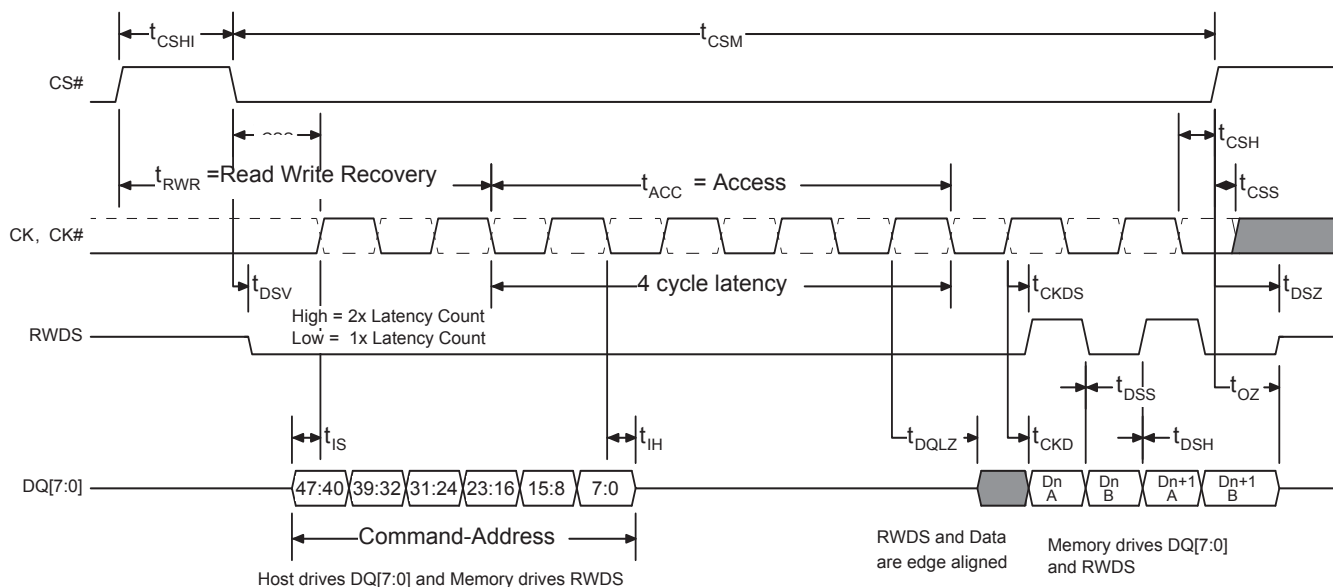 tCSHI
tCSM
CS#
tCSH
tRWR =Read Write Recovery
tACC = Access
tCSS
CK, CK#
tDSV
4 cycle latency
tCKDS
tDSZ
High = 2x Latency Count
Low = 1x Latency Count
RWDS
tDSS
tOZ
tIS
tIH
tDQLZ
tCKD
tDSH
DQ[7:0]
47:40 39:32 31:24 23:16 15:8 7:0
Dn A
Dn B
Dn+1 A
Dn+1 B
Command-Address
RWDS and Data
are edge aligned
Memory drives DQ[7:0]
and RWDS
Host drives DQ[7:0] and Memory drives RWDS